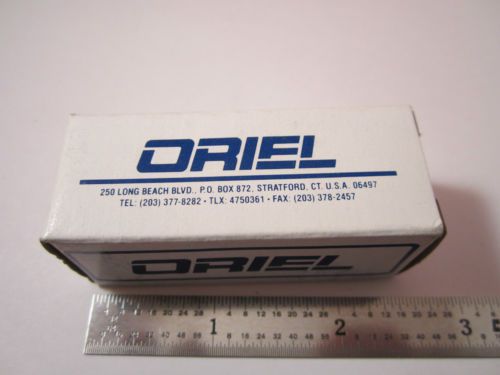 ORIEL
250 LONG BEACH BLVD., P.O. BOX 872, STRATFORD, CT. U.S.A. 06497
TEL: (203) 377-8282 • TLX: 4750361 • FAX: (203) 378-2457
ORIEL
1 2 3